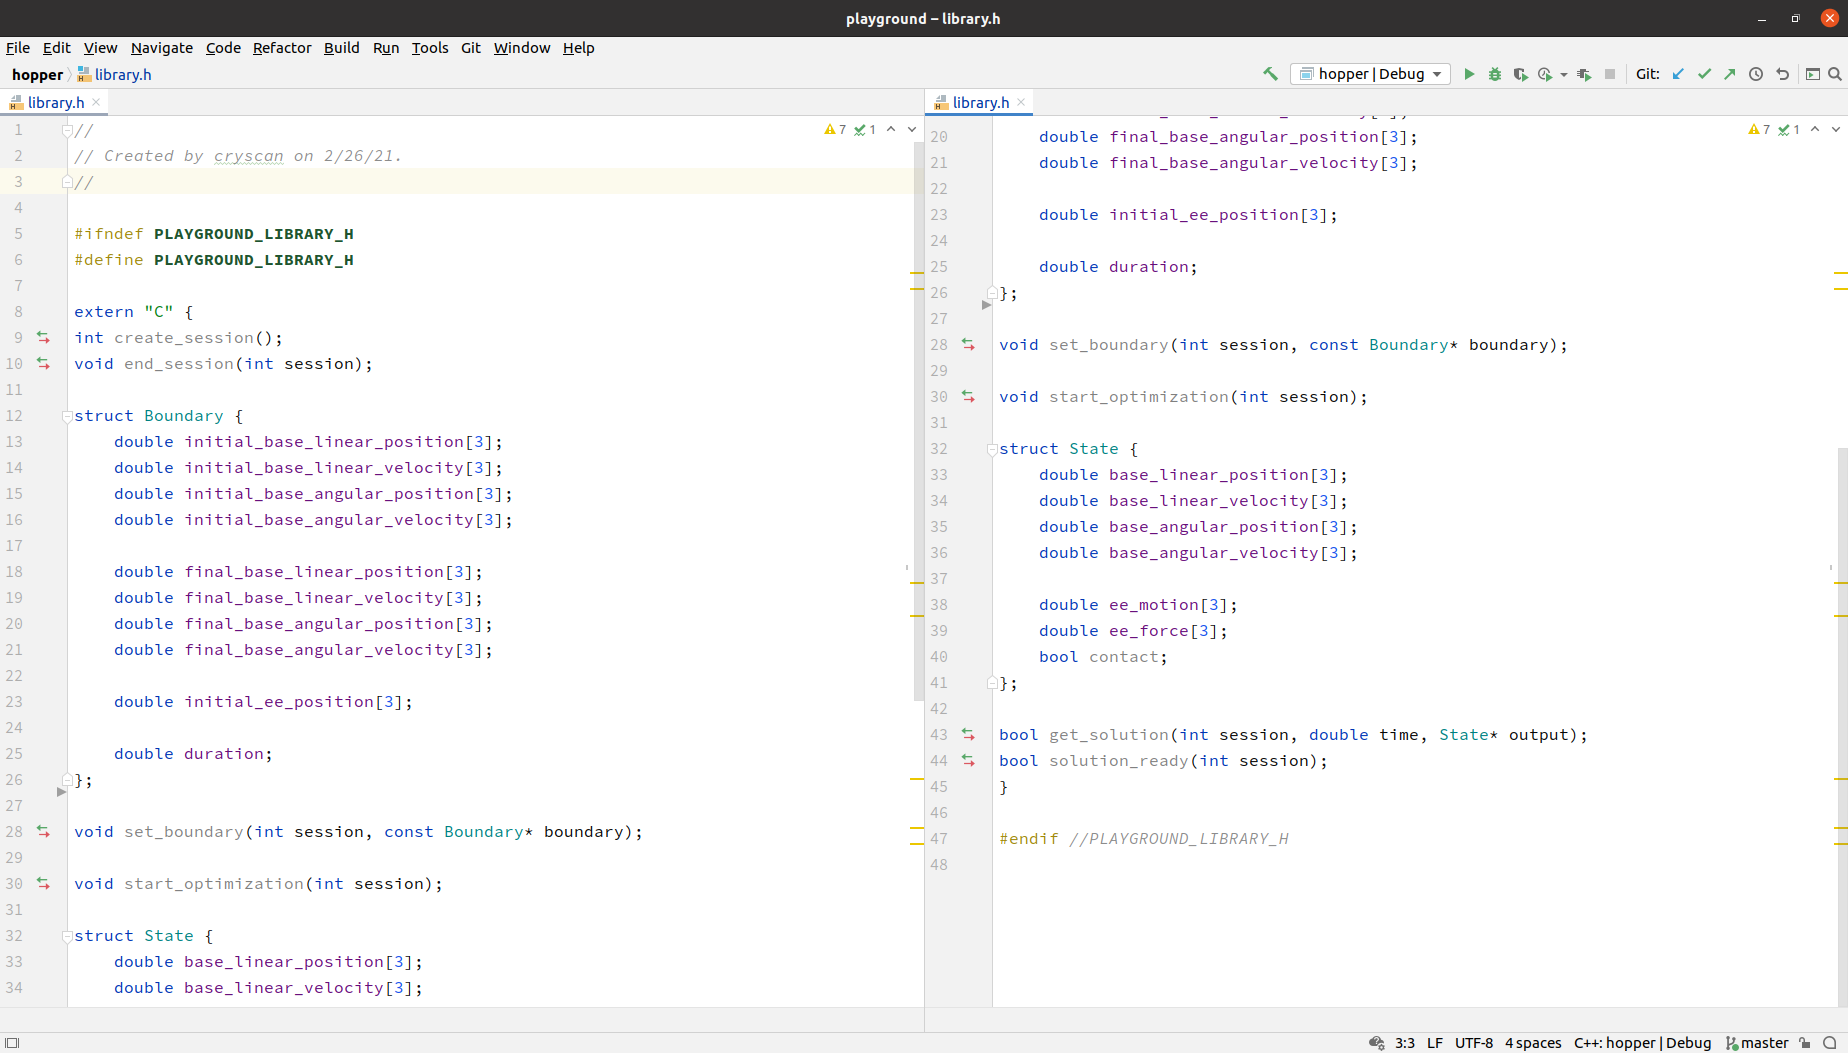 playground – library.h
File Edit View Navigate Code Refactor Build Run Tools Git Window Help
hopper library.h
hopper | Debug
Git:
library.h
1 //
2 // Created by cryscan on 2/26/21.
3 //
4
5 #ifndef PLAYGROUND_LIBRARY_H
6 #define PLAYGROUND_LIBRARY_H
7
8 extern "C" {
9 int create_session();
10 void end_session(int session);
11
12 struct Boundary {
13 double initial_base_linear_position[3];
14 double initial_base_linear_velocity[3];
15 double initial_base_angular_position[3];
16 double initial_base_angular_velocity[3];
17
18 double final_base_linear_position[3];
19 double final_base_linear_velocity[3];
20 double final_base_angular_position[3];
21 double final_base_angular_velocity[3];
22
23 double initial_ee_position[3];
24
25 double duration;
26 };
27
28 void set_boundary(int session, const Boundary* boundary);
29
30 void start_optimization(int session);
31
32 struct State {
33 double base_linear_position[3];
34 double base_linear_velocity[3];
7 1
library.h
20 double final_base_angular_position[3];
21 double final_base_angular_velocity[3];
22
23 double initial_ee_position[3];
24
25 double duration;
26 };
27
28 void set_boundary(int session, const Boundary* boundary);
29
30 void start_optimization(int session);
31
32 struct State {
33 double base_linear_position[3];
34 double base_linear_velocity[3];
35 double base_angular_position[3];
36 double base_angular_velocity[3];
37
38 double ee_motion[3];
39 double ee_force[3];
40 bool contact;
41 };
42
43 bool get_solution(int session, double time, State* output);
44 bool solution_ready(int session);
45 }
46
47 #endif //PLAYGROUND_LIBRARY_H
48
7 1
3:3 LF UTF-8 4 spaces C++: hopper | Debug master